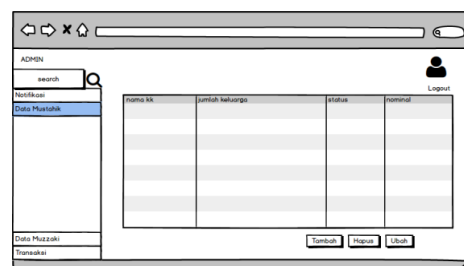 ADMIN
search
Logout
Notifikasi
Data Mustahik
nama kk jumlah keluarga status nominal
Data Muzzaki
Transaksi
Tambah Hapus Ubah